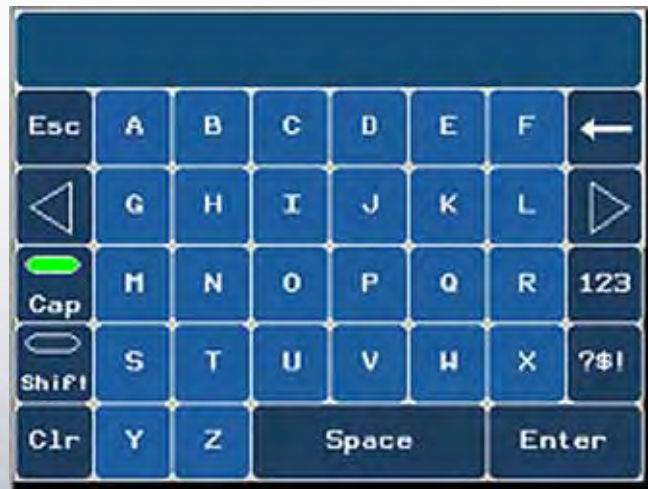 Esc A B C D E F
G H I J K L
Cap M N O P Q R 123
Shift S T U V W X ?$!
Clr Y Z Space Enter